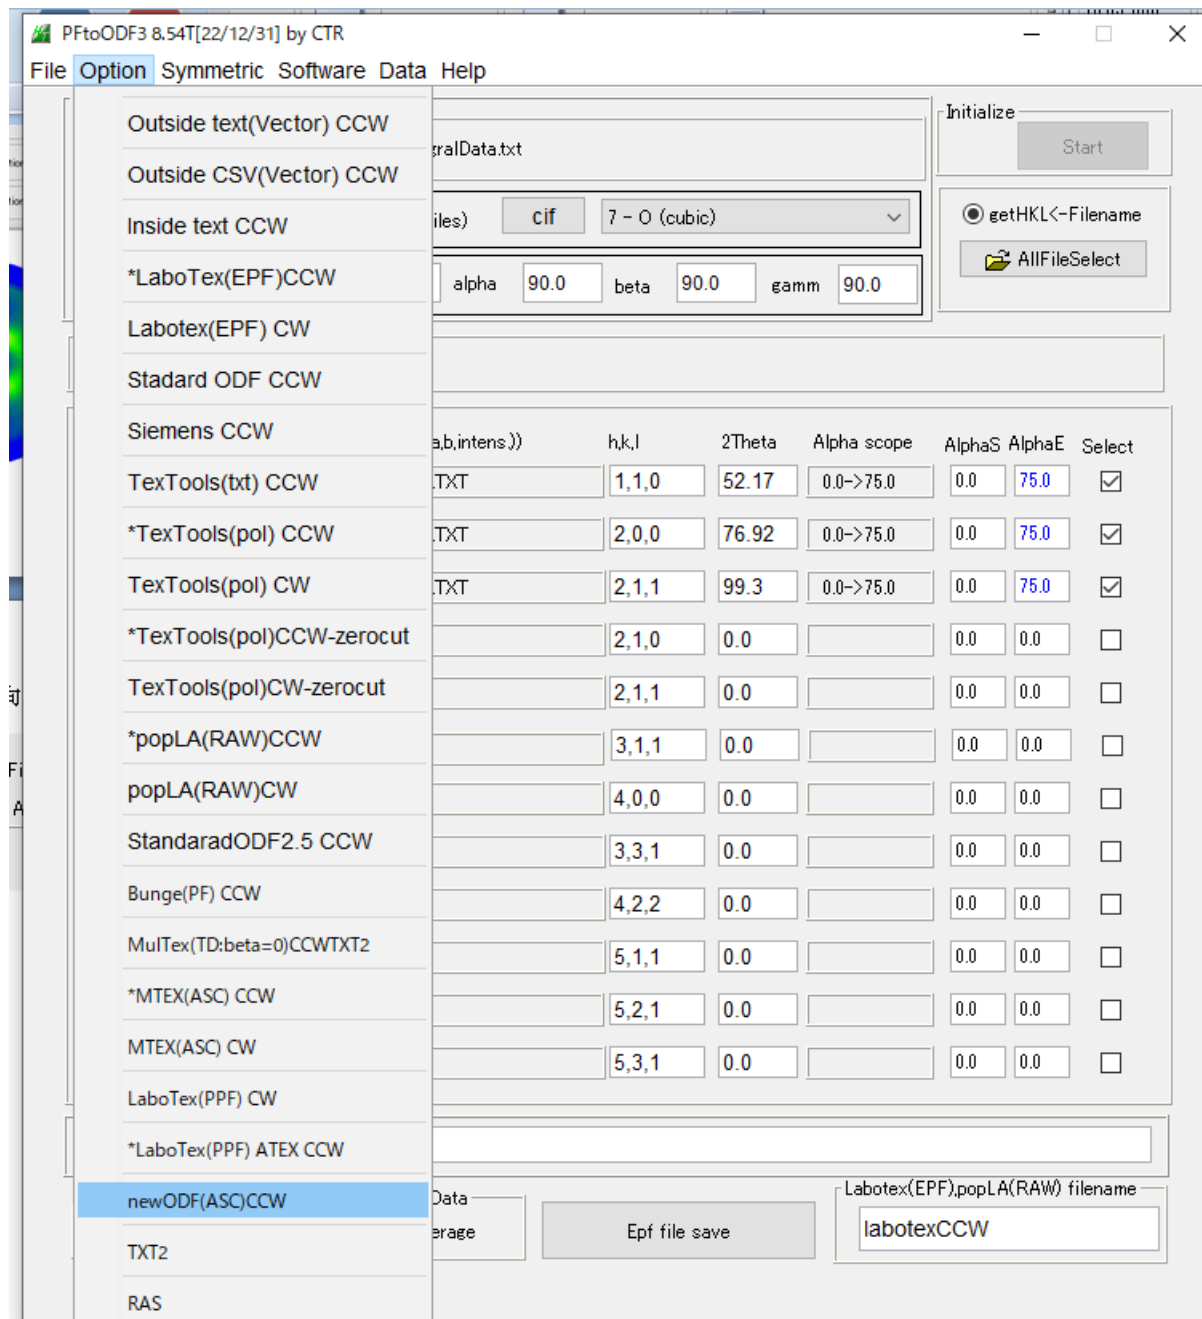 PFtoODF3 8.54T[22/12/31] by CTR
File Option Symmetric Software Data Help
Outside text(Vector) CCW
Outside CSV(Vector) CCW
Inside text CCW
*LaboTex(EPF)CCW
Labotex(EPF) CW
Stadard ODF CCW
Siemens CCW
TexTools(txt) CCW
*TexTools(pol) CCW
TexTools(pol) CW
*TexTools(pol)CCW-zerocut
TexTools(pol)CW-zerocut
*popLA(RAW)CCW
popLA(RAW)CW
StandaradODF2.5 CCW
Bunge(PF) CCW
MulTex(TD:beta=0)CCWTXT2
*MTEX(ASC) CCW
MTEX(ASC) CW
LaboTex(PPF) CW
*LaboTex(PPF) ATEX CCW
newODF(ASC)CCW
TXT2
RAS
gralData.txt
Initialize
Start
iles) cif 7 - O (cubic)
getHKL<-Filename
AllFileSelect
alpha 90.0 beta 90.0 gamm 90.0
a,b,intens.)) h,k,l 2Theta Alpha scope AlphaS AlphaE Select
.TXT 1,1,0 52.17 0.0->75.0 0.0 75.0
.TXT 2,0,0 76.92 0.0->75.0 0.0 75.0
.TXT 2,1,1 99.3 0.0->75.0 0.0 75.0
2,1,0 0.0 0.0 0.0
2,1,1 0.0 0.0 0.0
3,1,1 0.0 0.0 0.0
4,0,0 0.0 0.0 0.0
3,3,1 0.0 0.0 0.0
4,2,2 0.0 0.0 0.0
5,1,1 0.0 0.0 0.0
5,2,1 0.0 0.0 0.0
5,3,1 0.0 0.0 0.0
Data
erage
Epf file save
Labotex(EPF),popLA(RAW) filename
labotexCCW